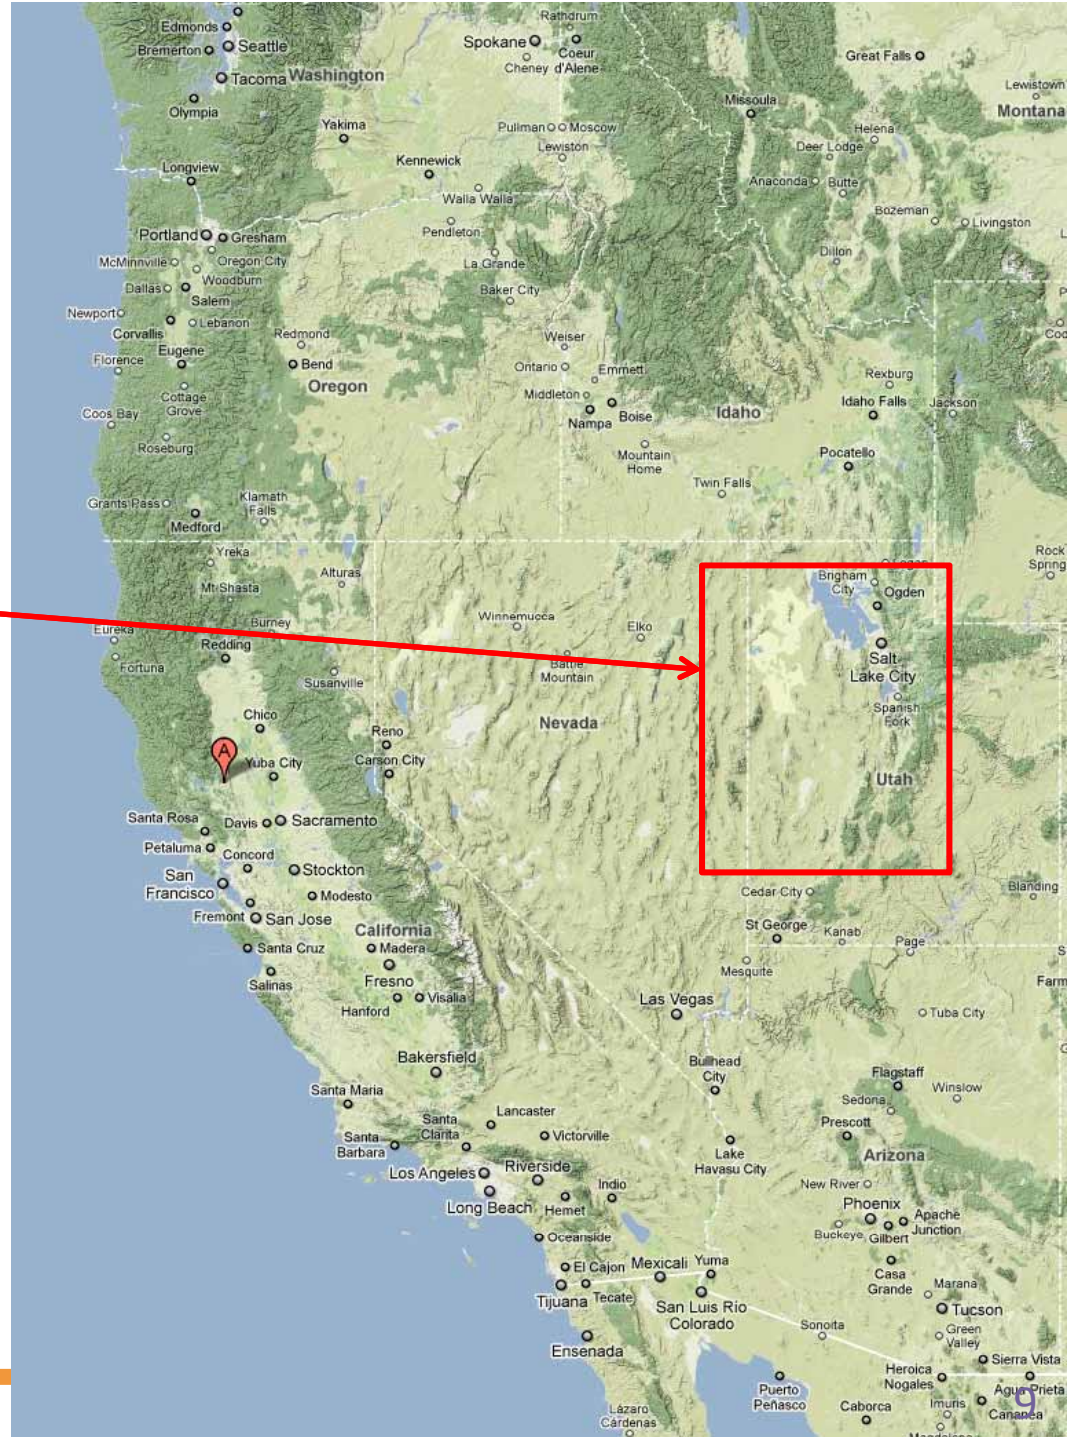 Edmonds
Seattle
Bremerton
Tacoma
Washington
Olympia
Spokane
Rathdrum
Coeur
d'Alene
Cheney
Great Falls
Lewistown
Montana
Missoula
Helena
Deer Lodge
Anaconda
Butte
Bozeman
Livingston
Dillon
Yakima
Pullman
Moscow
Lewiston
Kennewick
Walla Walla
Longview
Pendleton
Portland
Gresham
Oregon City
McMinnville
Woodburn
Dallas
Salem
La Grande
Baker City
Newport
Corvallis
Lebanon
Redmond
Eugene
Florence
Bend
Oregon
Weiser
Ontario
Emmett
Middleton
Nampa
Boise
Idaho
Rexburg
Idaho Falls
Jackson
Cottage
Grove
Coos Bay
Roseburg
Mountain
Home
Pocatello
Twin Falls
Grants Pass
Klamath
Falls
Medford
Yreka
Alturas
Mt Shasta
Burney
Eureka
Redding
Fortuna
Susanville
Winnemucca
Elko
Battle
Mountain
Nevada
Logan
Brigham
City
Ogden
Salt
Lake City
Spanish
Fork
Utah
Rock
Spring
Chico
Reno
Carson City
A
Yuba City
Santa Rosa
Davis
Sacramento
Petaluma
Concord
Stockton
San
Francisco
Modesto
Fremont
San Jose
California
Santa Cruz
Madera
Salinas
Fresno
Hanford
Visalia
Cedar City
Blanding
St George
Kanab
Page
Mesquite
Farm
Las Vegas
Tuba City
Bakersfield
Bullhead
City
Flagstaff
Winslow
Sedona
Prescott
Arizona
Santa Maria
Lancaster
Santa
Clarita
Victorville
Santa
Barbara
Lake
Havasu City
Los Angeles
Riverside
Indio
Long Beach
Hemet
New River
Phoenix
Apache
Junction
Buckeye
Gilbert
Oceanside
El Cajon
Mexicali
Yuma
Casa
Grande
Marana
Tijuana
Tecate
San Luis Rio
Colorado
Tucson
Sonoita
Green
Valley
Ensenada
Sierra Vista
Heroica
Nogales
Agua Prieta
Puerto
Peñasco
Caborca
Imuris
Cananea
Lázaro
Cárdenas
9